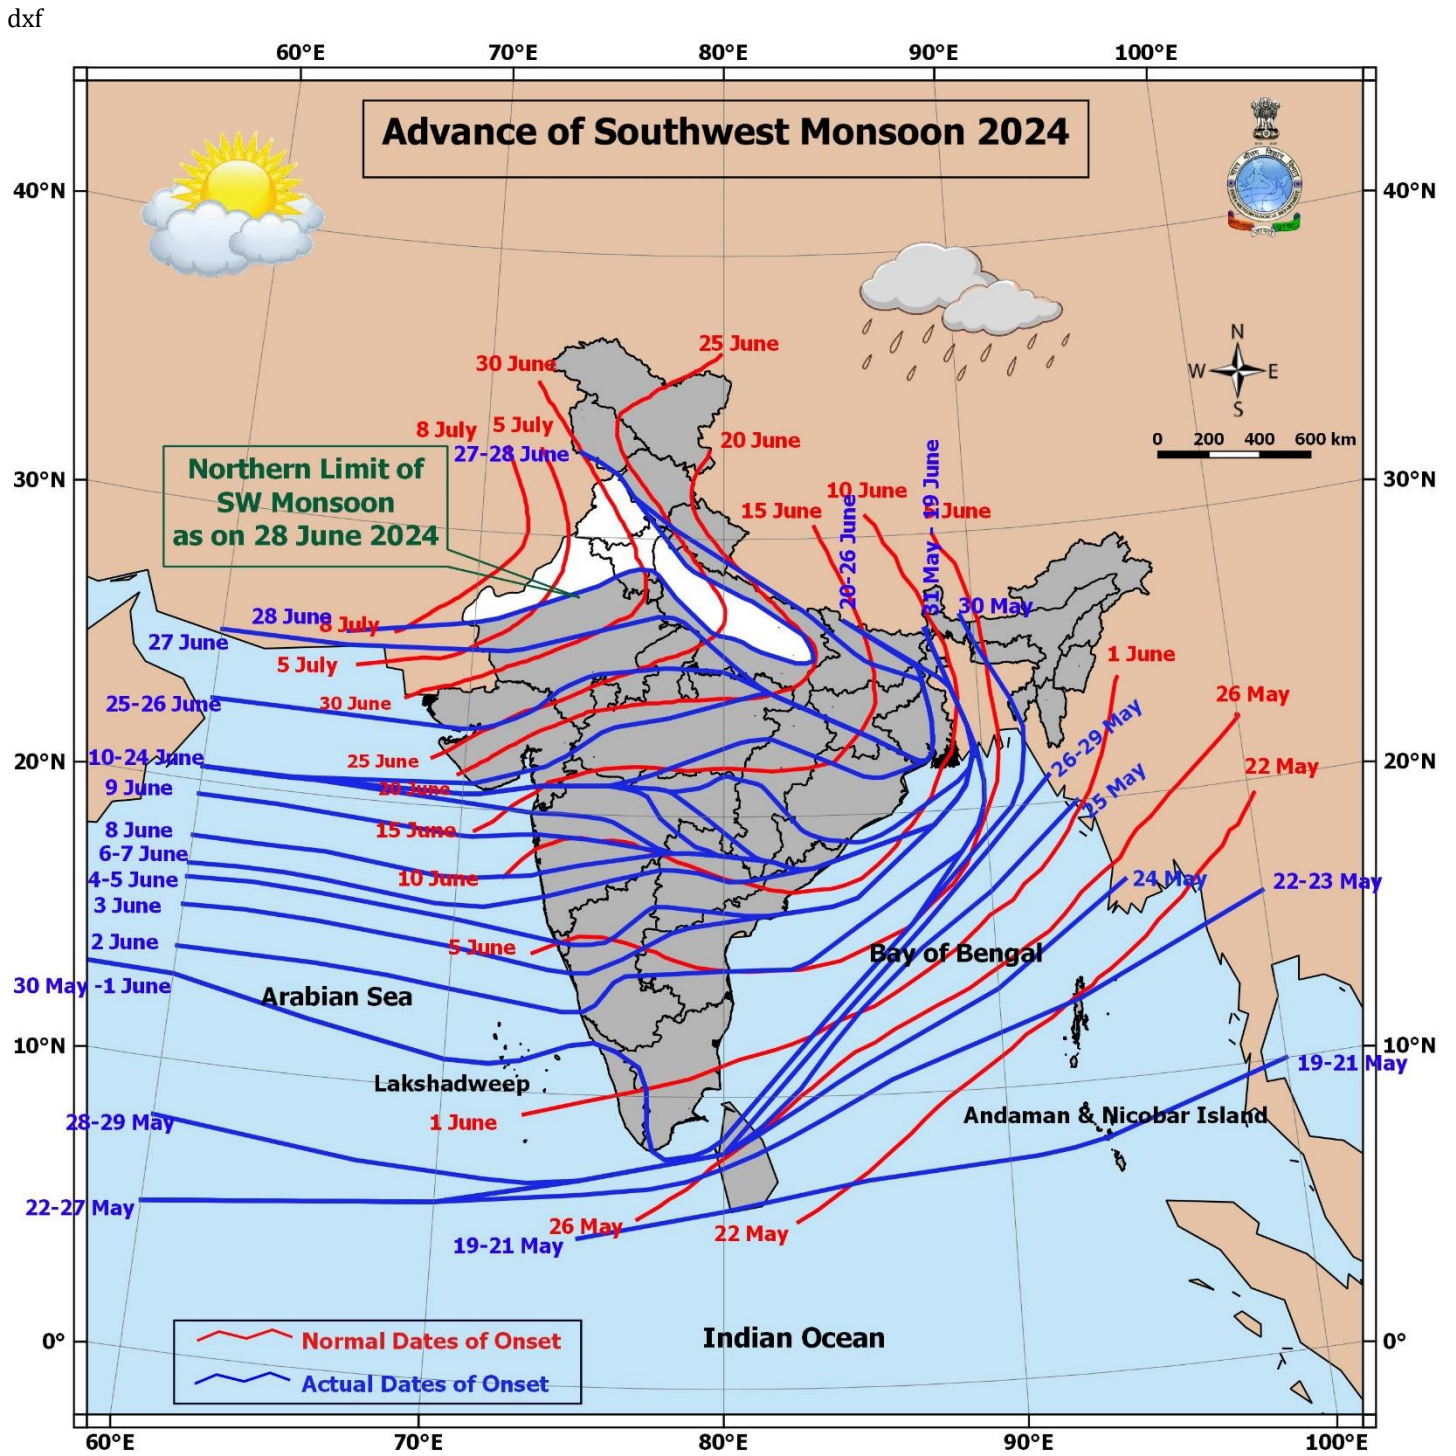 dxf
60°E 70°E 80°E 90°E 100°E
Advance of Southwest Monsoon 2024
40°N 40°N
N
W E
S
25 June
30 June
8 July 5 July
20 June
27-28 June
0 200 400 600 km
Northern Limit of
SW Monsoon
as on 28 June 2024
30°N 30°N
15 June
10 June
5 June
20-26 June
31 May - 19 June
30 May
28 June
8 July
27 June
5 July
1 June
30 June
26 May
25-26 June
26-29 May
10-24 June
25 June
20°N 20°N
22 May
9 June
20 June
25 May
8 June
15 June
6-7 June
4-5 June
10 June
24 May
22-23 May
3 June
2 June
5 June
Bay of Bengal
30 May -1 June
Arabian Sea
10°N 10°N
19-21 May
Lakshadweep
28-29 May
1 June
Andaman & Nicobar Island
22-27 May
26 May
22 May
19-21 May
Normal Dates of Onset
Actual Dates of Onset
Indian Ocean
0° 0°
60°E 70°E 80°E 90°E 100°E